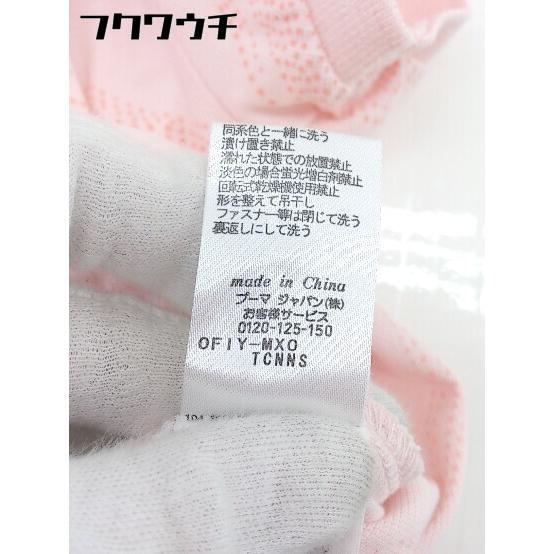 フクワウチ
同系色と一緒に洗う
漬け置き禁止
濡れた状態での放置禁止
淡色の場合蛍光増白剤禁止
回転式乾燥機使用禁止
形を整えて吊干し
ファスナー等は閉じて洗う
裏返しにして洗う
made in China
プーマ ジャパン(株)
お客様サービス
0120-125-150
OFIY-MXO
TCNNS